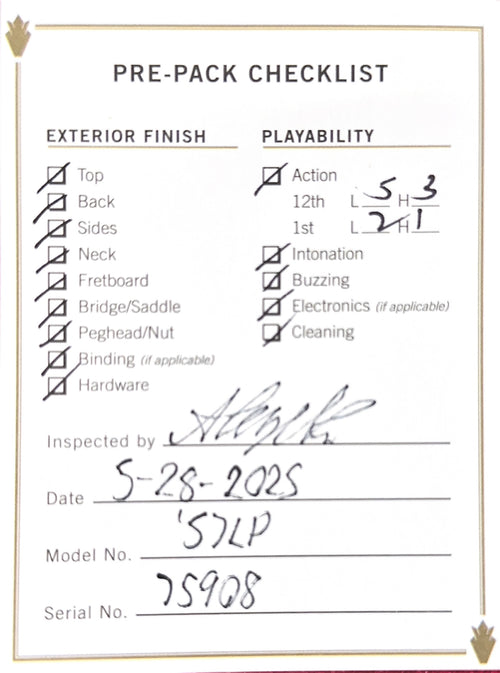 PRE-PACK CHECKLIST
EXTERIOR FINISH
Top
Back
Sides
Neck
Fretboard
Bridge/Saddle
Peghead/Nut
Binding (if applicable)
Hardware
PLAYABILITY
Action
12th L 5 H 3
1st L 2 H 1
Intonation
Buzzing
Electronics (if applicable)
Cleaning
Inspected by
Date 5-28-2025
Model No. '57LP
Serial No. 75908